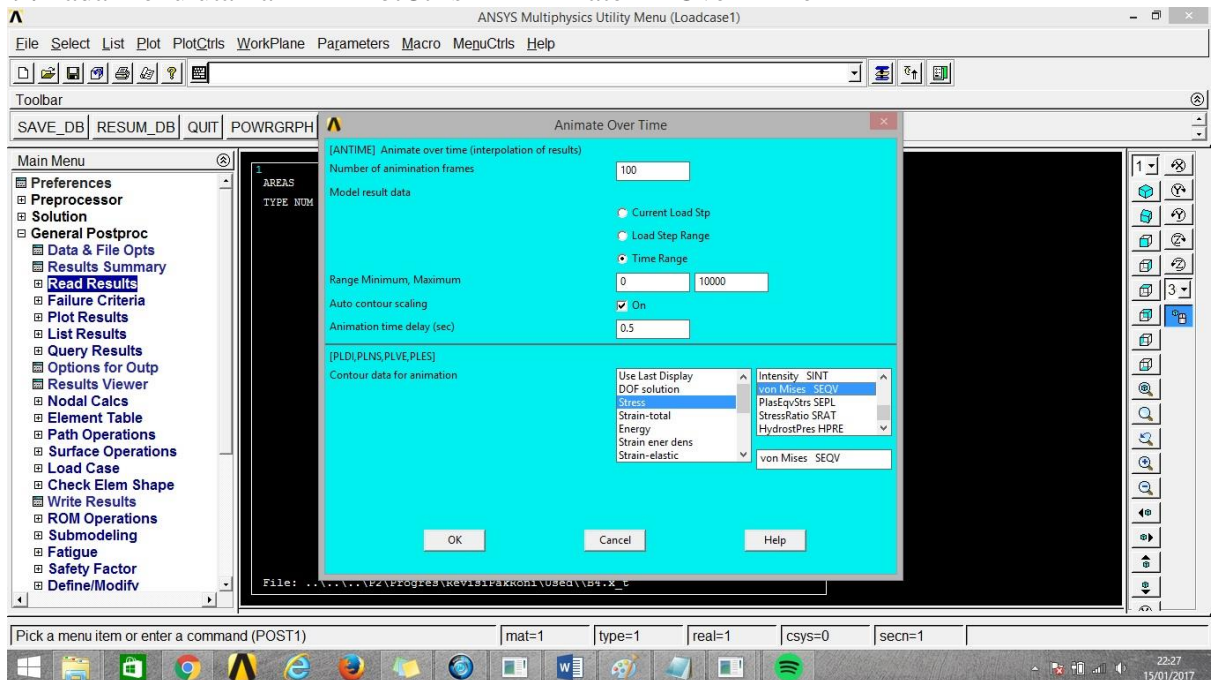 ANSYS Multiphysics Utility Menu (Loadcase1)
File Select List Plot PlotCtrls WorkPlane Parameters Macro MenuCtrls Help
Toolbar
SAVE_DB RESUM_DB QUIT POWRGRPH
Main Menu
Preferences
Preprocessor
Solution
General Postproc
Data & File Opts
Results Summary
Read Results
Failure Criteria
Plot Results
List Results
Query Results
Options for Outp
Results Viewer
Nodal Calcs
Element Table
Path Operations
Surface Operations
Load Case
Check Elem Shape
Write Results
ROM Operations
Submodeling
Fatigue
Safety Factor
Define/Modify
1
AREAS
TYPE NUM
Animate Over Time
[ANTIME] Animate over time (interpolation of results)
Number of animination frames 100
Model result data
Current Load Stp
Load Step Range
Time Range
Range Minimum, Maximum 0 10000
Auto contour scaling On
Animation time delay (sec) 0.5
[PLDI,PLNS,PLVE,PLES]
Contour data for animation
Use Last Display
DOF solution
Stress
Strain-total
Energy
Strain ener dens
Strain-elastic
Intensity SINT
von Mises SEQV
PlasEqvStrs SEPL
StressRatio SRAT
HydrostPres HPRE
von Mises SEQV
OK Cancel Help
File: ..\..\..\P2\Progres\RevisiPakRoni\Used\\B4.x_t
1
3
Pick a menu item or enter a command (POST1) mat=1 type=1 real=1 csys=0 secn=1
22:27
15/01/2017